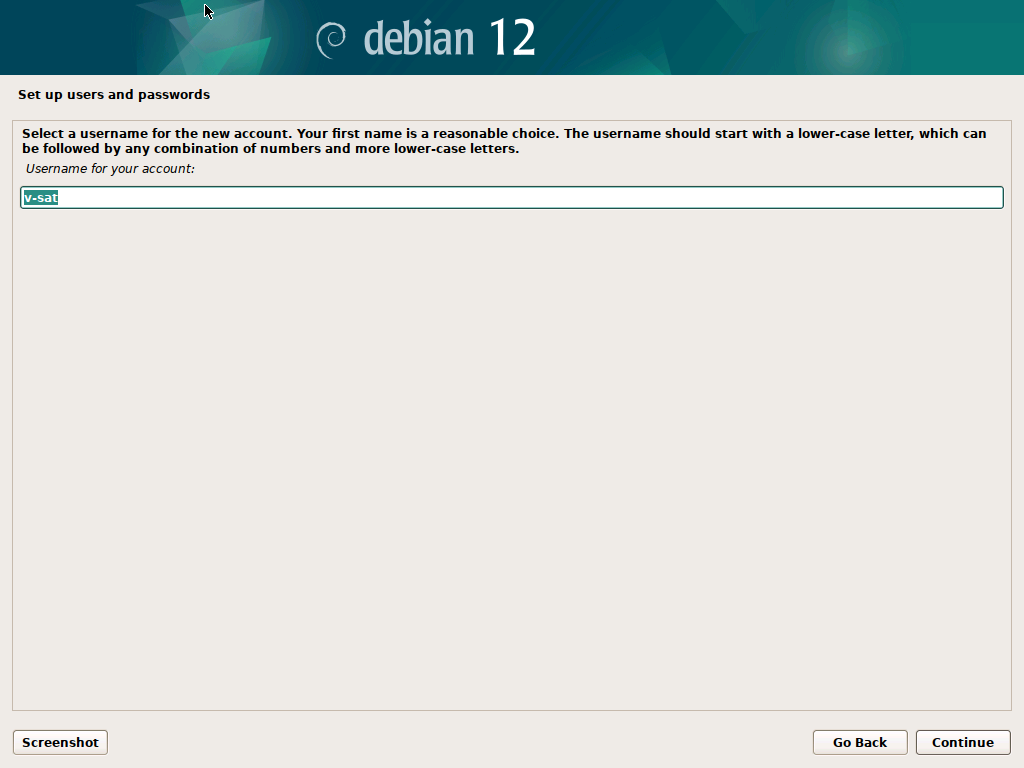 debian 12
Set up users and passwords
Select a username for the new account. Your first name is a reasonable choice. The username should start with a lower-case letter, which can
be followed by any combination of numbers and more lower-case letters.
Username for your account:
v-sat
Screenshot
Go Back
Continue